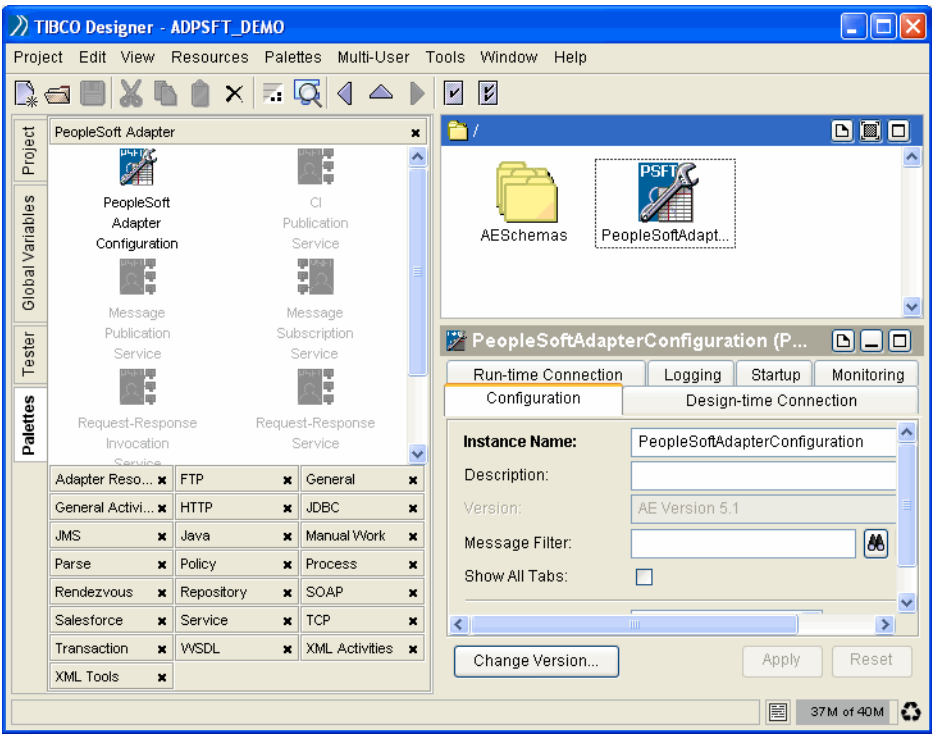 TIBCO Designer - ADPSFT_DEMO
Project Edit View Resources Palettes Multi-User Tools Window Help
Project
Global Variables
Tester
Palettes
PeopleSoft Adapter
PeopleSoft
Adapter
Configuration
CI
Publication
Service
Message
Publication
Service
Message
Subscription
Service
Request-Response
Invocation
Service
Request-Response
Service
Adapter Reso... FTP General
General Activi... HTTP JDBC
JMS Java Manual Work
Parse Policy Process
Rendezvous Repository SOAP
Salesforce Service TCP
Transaction WSDL XML Activities
XML Tools
/
AESchemas
PSFT
PeopleSoftAdapt...
PeopleSoftAdapterConfiguration (P...
Run-time Connection Logging Startup Monitoring
Configuration Design-time Connection
Instance Name: PeopleSoftAdapterConfiguration
Description:
Version: AE Version 5.1
Message Filter:
Show All Tabs:
Change Version... Apply Reset
37M of 40M